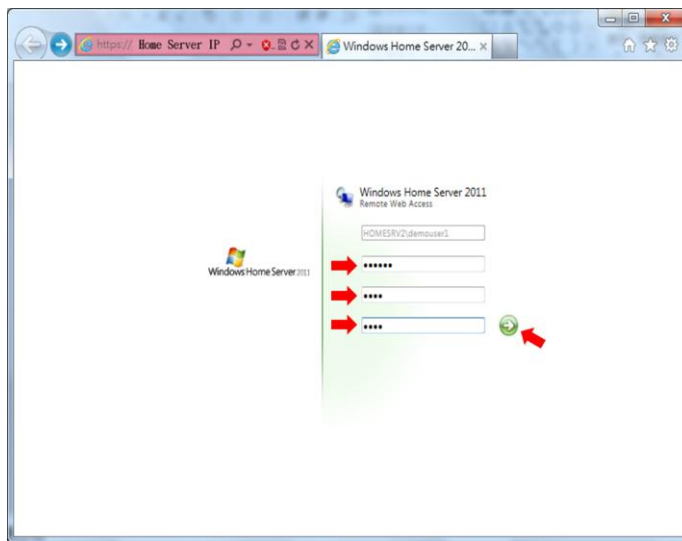 https:// Home Server IP
Windows Home Server 20...
Windows Home Server 2011
Remote Web Access
HOMESRV2\demouser1
••••••
Windows Home Server 2011
••••
••••